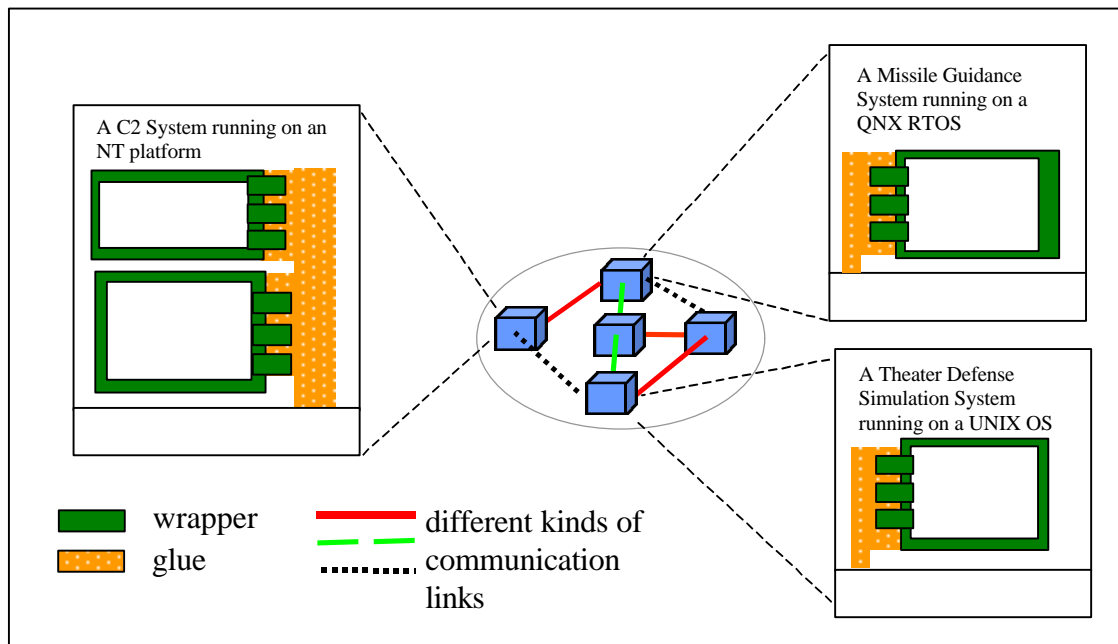 A C2 System running on an
NT platform
A Missile Guidance
System running on a
QNX RTOS
A Theater Defense
Simulation System
running on a UNIX OS
wrapper
glue
different kinds of
communication
links